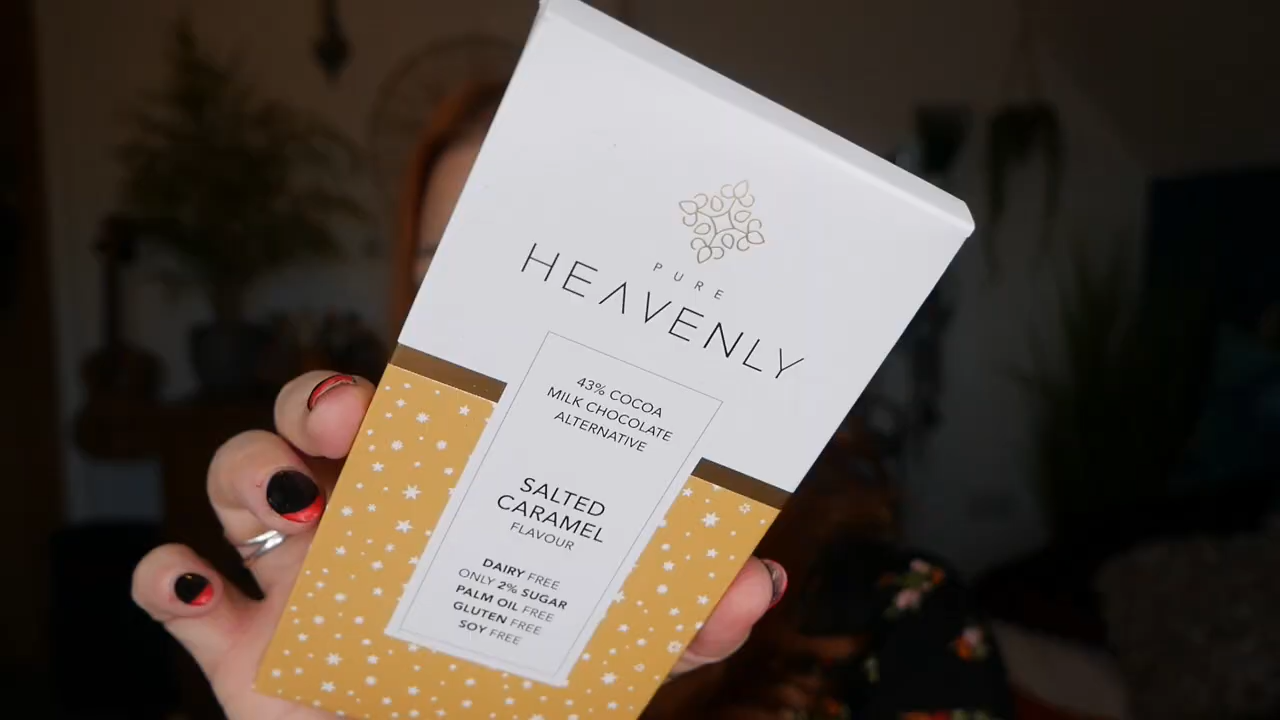 PURE
HEAVENLY
43% COCOA
MILK CHOCOLATE
ALTERNATIVE
SALTED
CARAMEL
FLAVOUR
DAIRY FREE
ONLY 2% SUGAR
PALM OIL FREE
GLUTEN FREE
SOY FREE